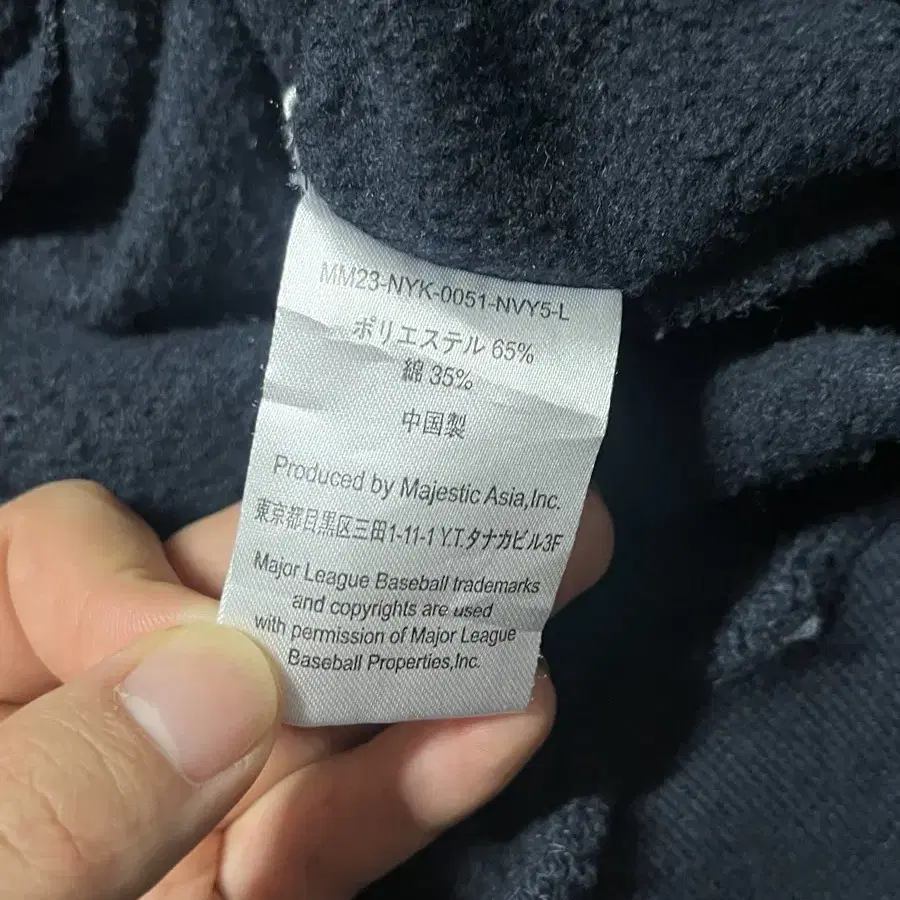 MM23-NYK-0051-NVY5-L
ポリエステル 65%
綿 35%
中国製
Produced by Majestic Asia,Inc.
東京都目黒区三田1-11-1 Y.T.タナカビル3F
Major League Baseball trademarks
and copyrights are used
with permission of Major League
Baseball Properties,Inc.